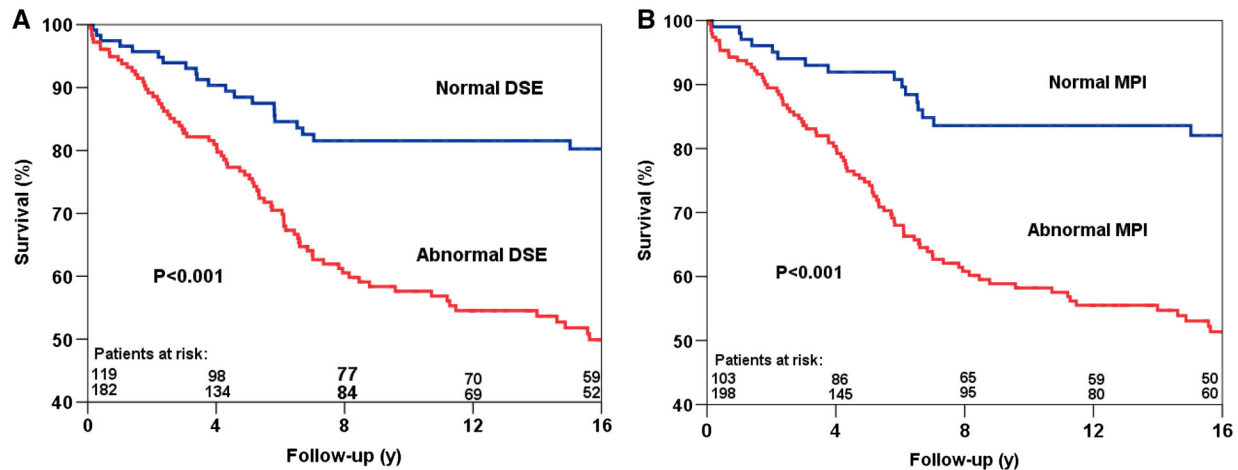 A
100
90
80
70
60
50
40
Survival (%)
Normal DSE
Abnormal DSE
P<0.001
Patients at risk:
119 98 77 70 59
182 134 84 69 52
0 4 8 12 16
Follow-up (y)
B
100
90
80
70
60
50
40
Survival (%)
Normal MPI
Abnormal MPI
P<0.001
Patients at risk:
103 86 65 59 50
198 145 95 80 60
0 4 8 12 16
Follow-up (y)